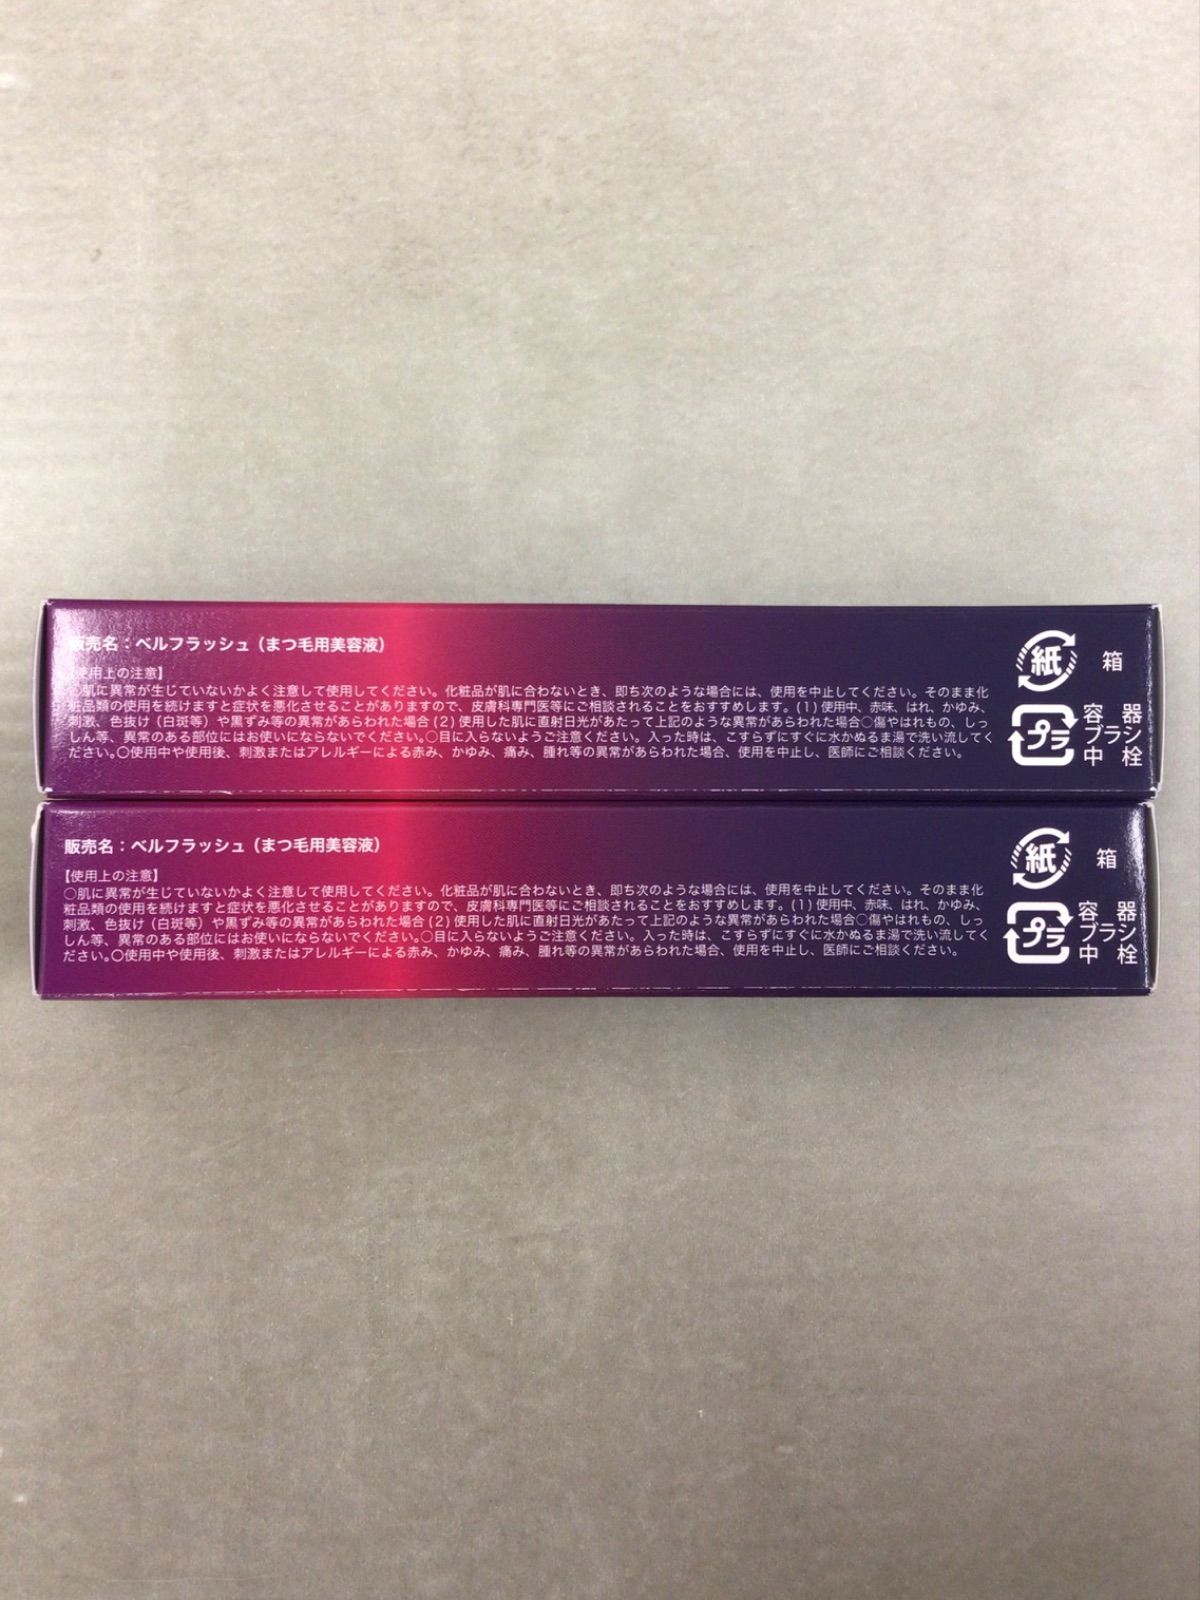 販売名：ベルフラッシュ（まつ毛用美容液）
【使用上の注意】
○肌に異常が生じていないかよく注意して使用してください。化粧品が肌に合わないとき、即ち次のような場合には、使用を中止してください。そのまま化
粧品類の使用を続けますと症状を悪化させることがありますので、皮膚科専門医等にご相談されることをおすすめします。(1)使用中、赤味、はれ、かゆみ、
刺激、色抜け（白斑等）や黒ずみ等の異常があらわれた場合(2)使用した肌に直射日光があたって上記のような異常があらわれた場合○傷やはれもの、しっ
しん等、異常のある部位にはお使いにならないでください。○目に入らないようご注意ください。入った時は、こすらずにすぐに水かぬるま湯で洗い流してく
ださい。○使用中や使用後、刺激またはアレルギーによる赤み、かゆみ、痛み、腫れ等の異常があらわれた場合、使用を中止し、医師にご相談ください。
紙 箱
プラ 容器
ブラシ
中栓
販売名：ベルフラッシュ（まつ毛用美容液）
【使用上の注意】
○肌に異常が生じていないかよく注意して使用してください。化粧品が肌に合わないとき、即ち次のような場合には、使用を中止してください。そのまま化
粧品類の使用を続けますと症状を悪化させることがありますので、皮膚科専門医等にご相談されることをおすすめします。(1)使用中、赤味、はれ、かゆみ、
刺激、色抜け（白斑等）や黒ずみ等の異常があらわれた場合(2)使用した肌に直射日光があたって上記のような異常があらわれた場合○傷やはれもの、しっ
しん等、異常のある部位にはお使いにならないでください。○目に入らないようご注意ください。入った時は、こすらずにすぐに水かぬるま湯で洗い流してく
ださい。○使用中や使用後、刺激またはアレルギーによる赤み、かゆみ、痛み、腫れ等の異常があらわれた場合、使用を中止し、医師にご相談ください。
紙 箱
プラ 容器
ブラシ
中栓